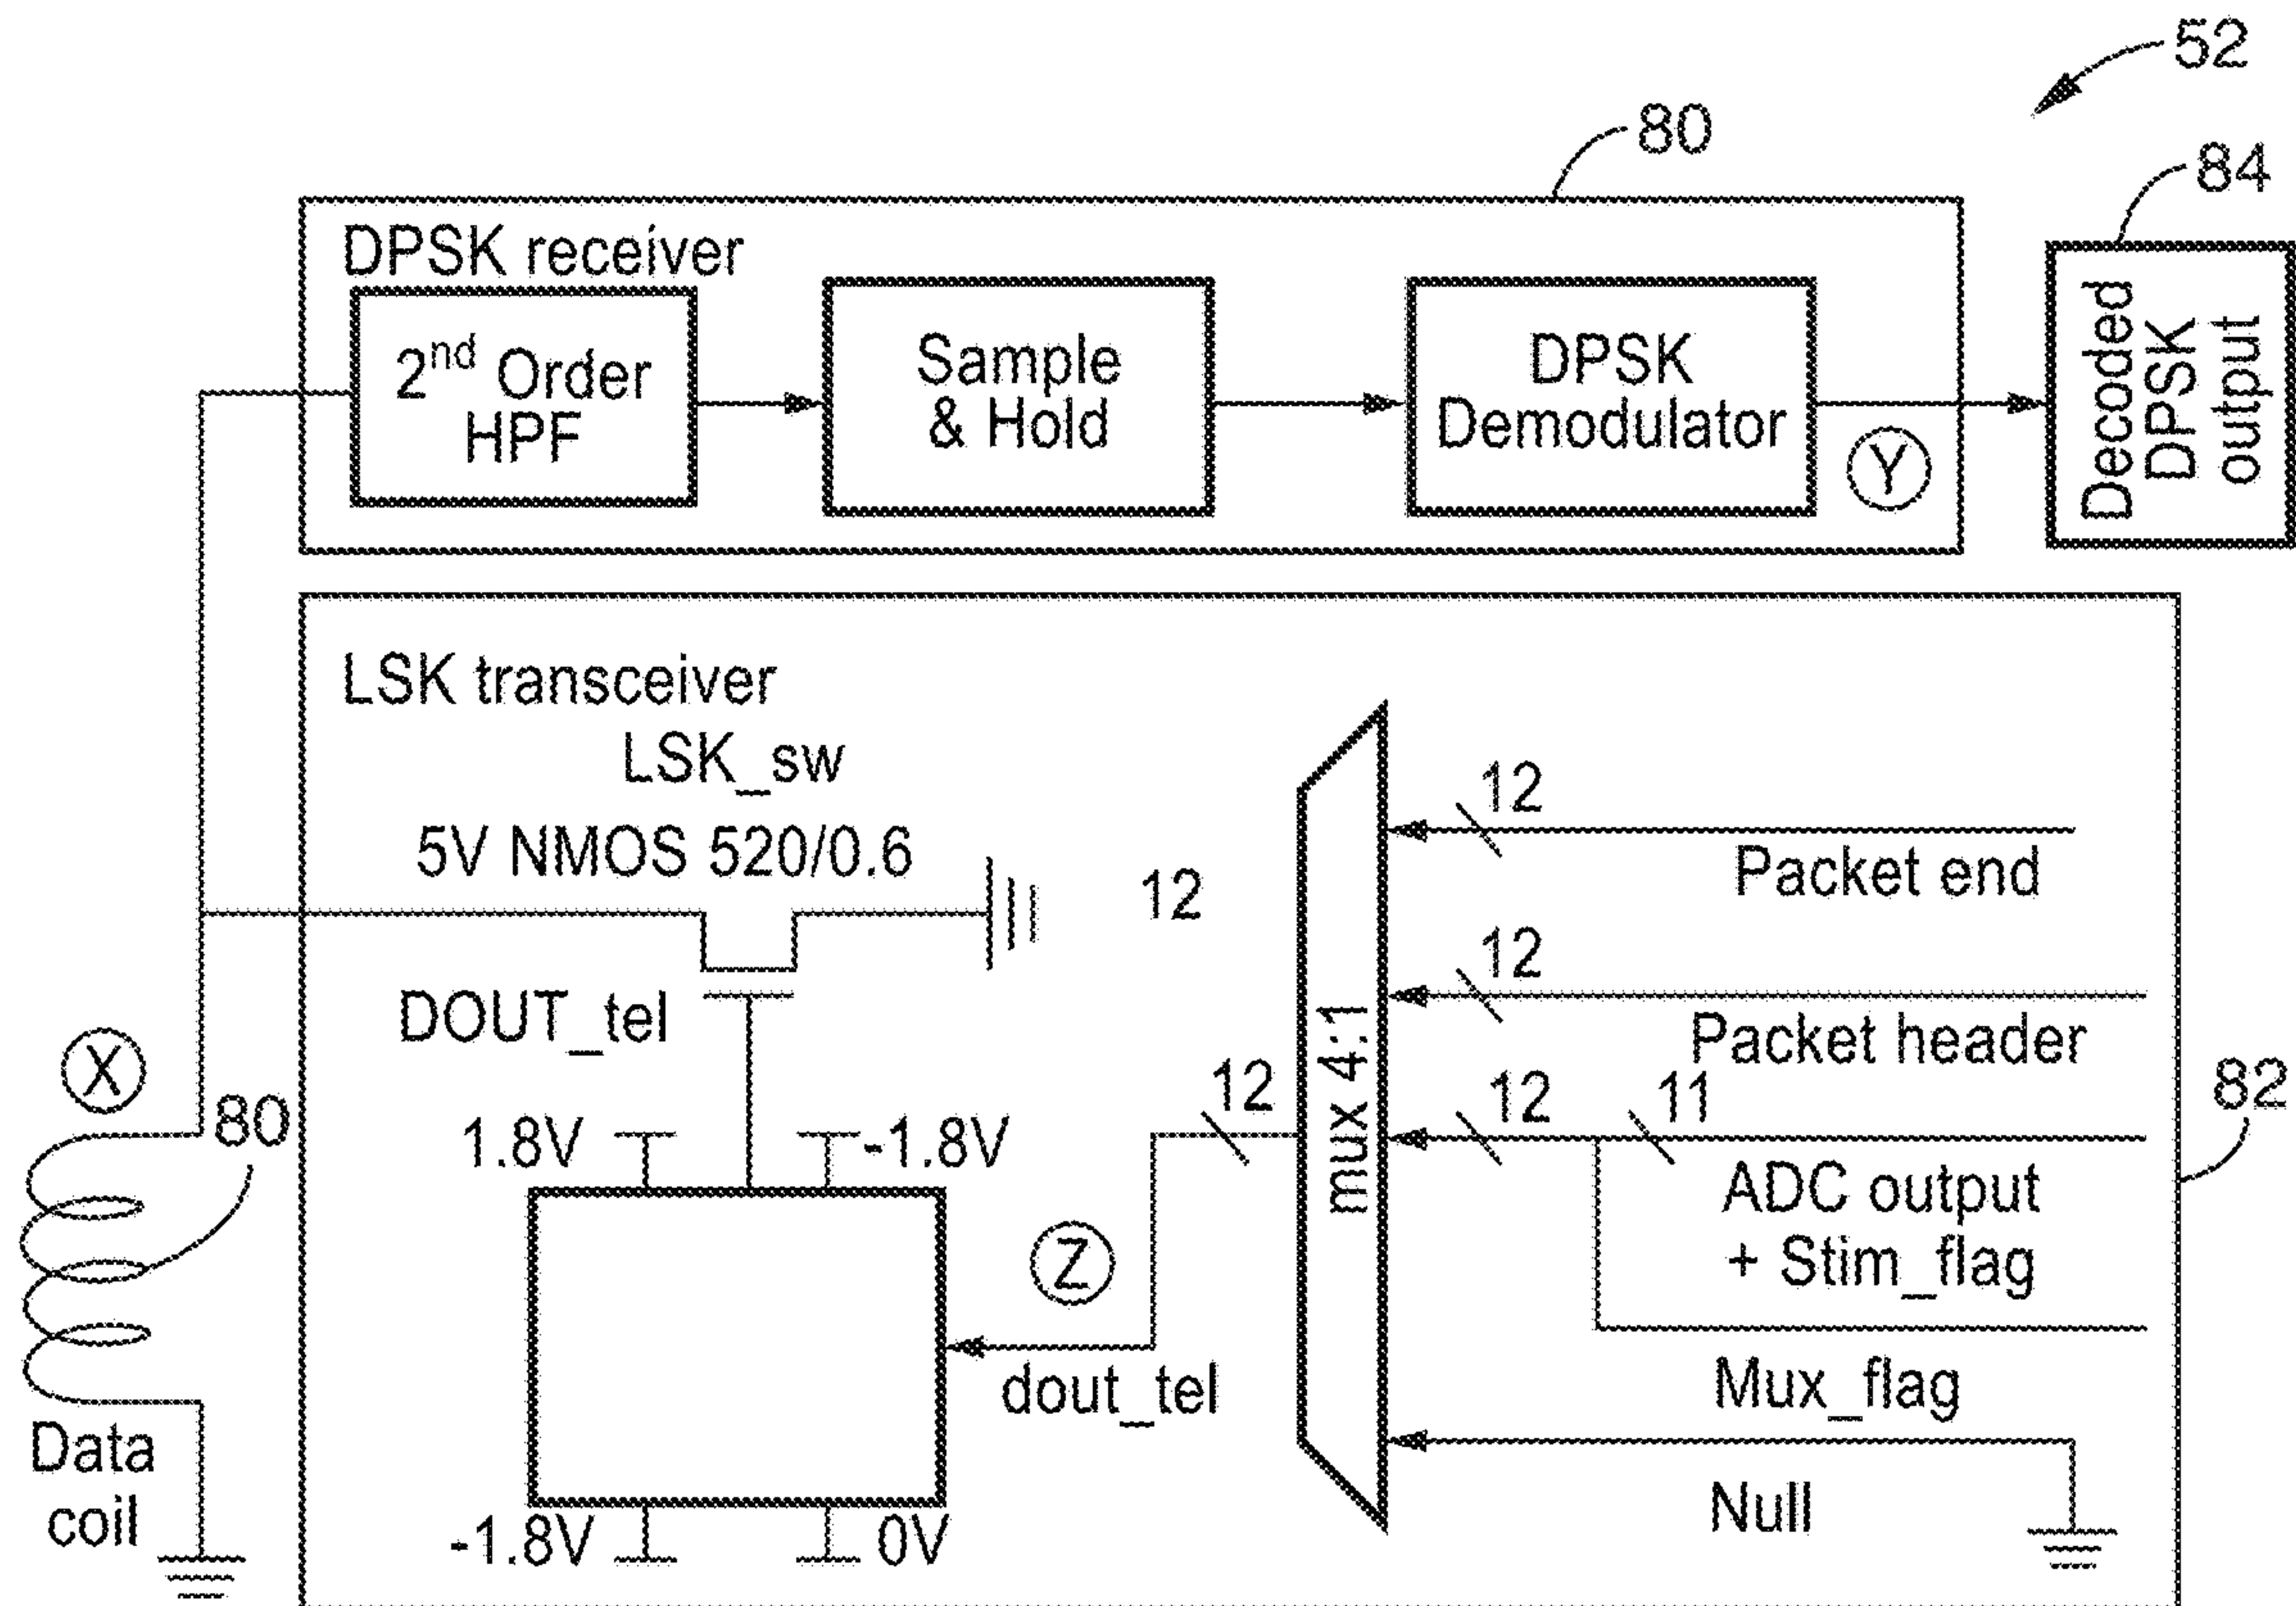 52
80
84
DPSK receiver
2nd Order
HPF
Sample
& Hold
DPSK
Demodulator
Y
Decoded
DPSK
output
LSK transceiver
LSK_sw
5V NMOS 520/0.6
12
12
Packet end
DOUT_tel
12
Packet header
X
80
1.8V
-1.8V
12
mux 4:1
12
11
82
ADC output
+ Stim_flag
Z
dout_tel
Mux_flag
Data
coil
-1.8V
0V
Null